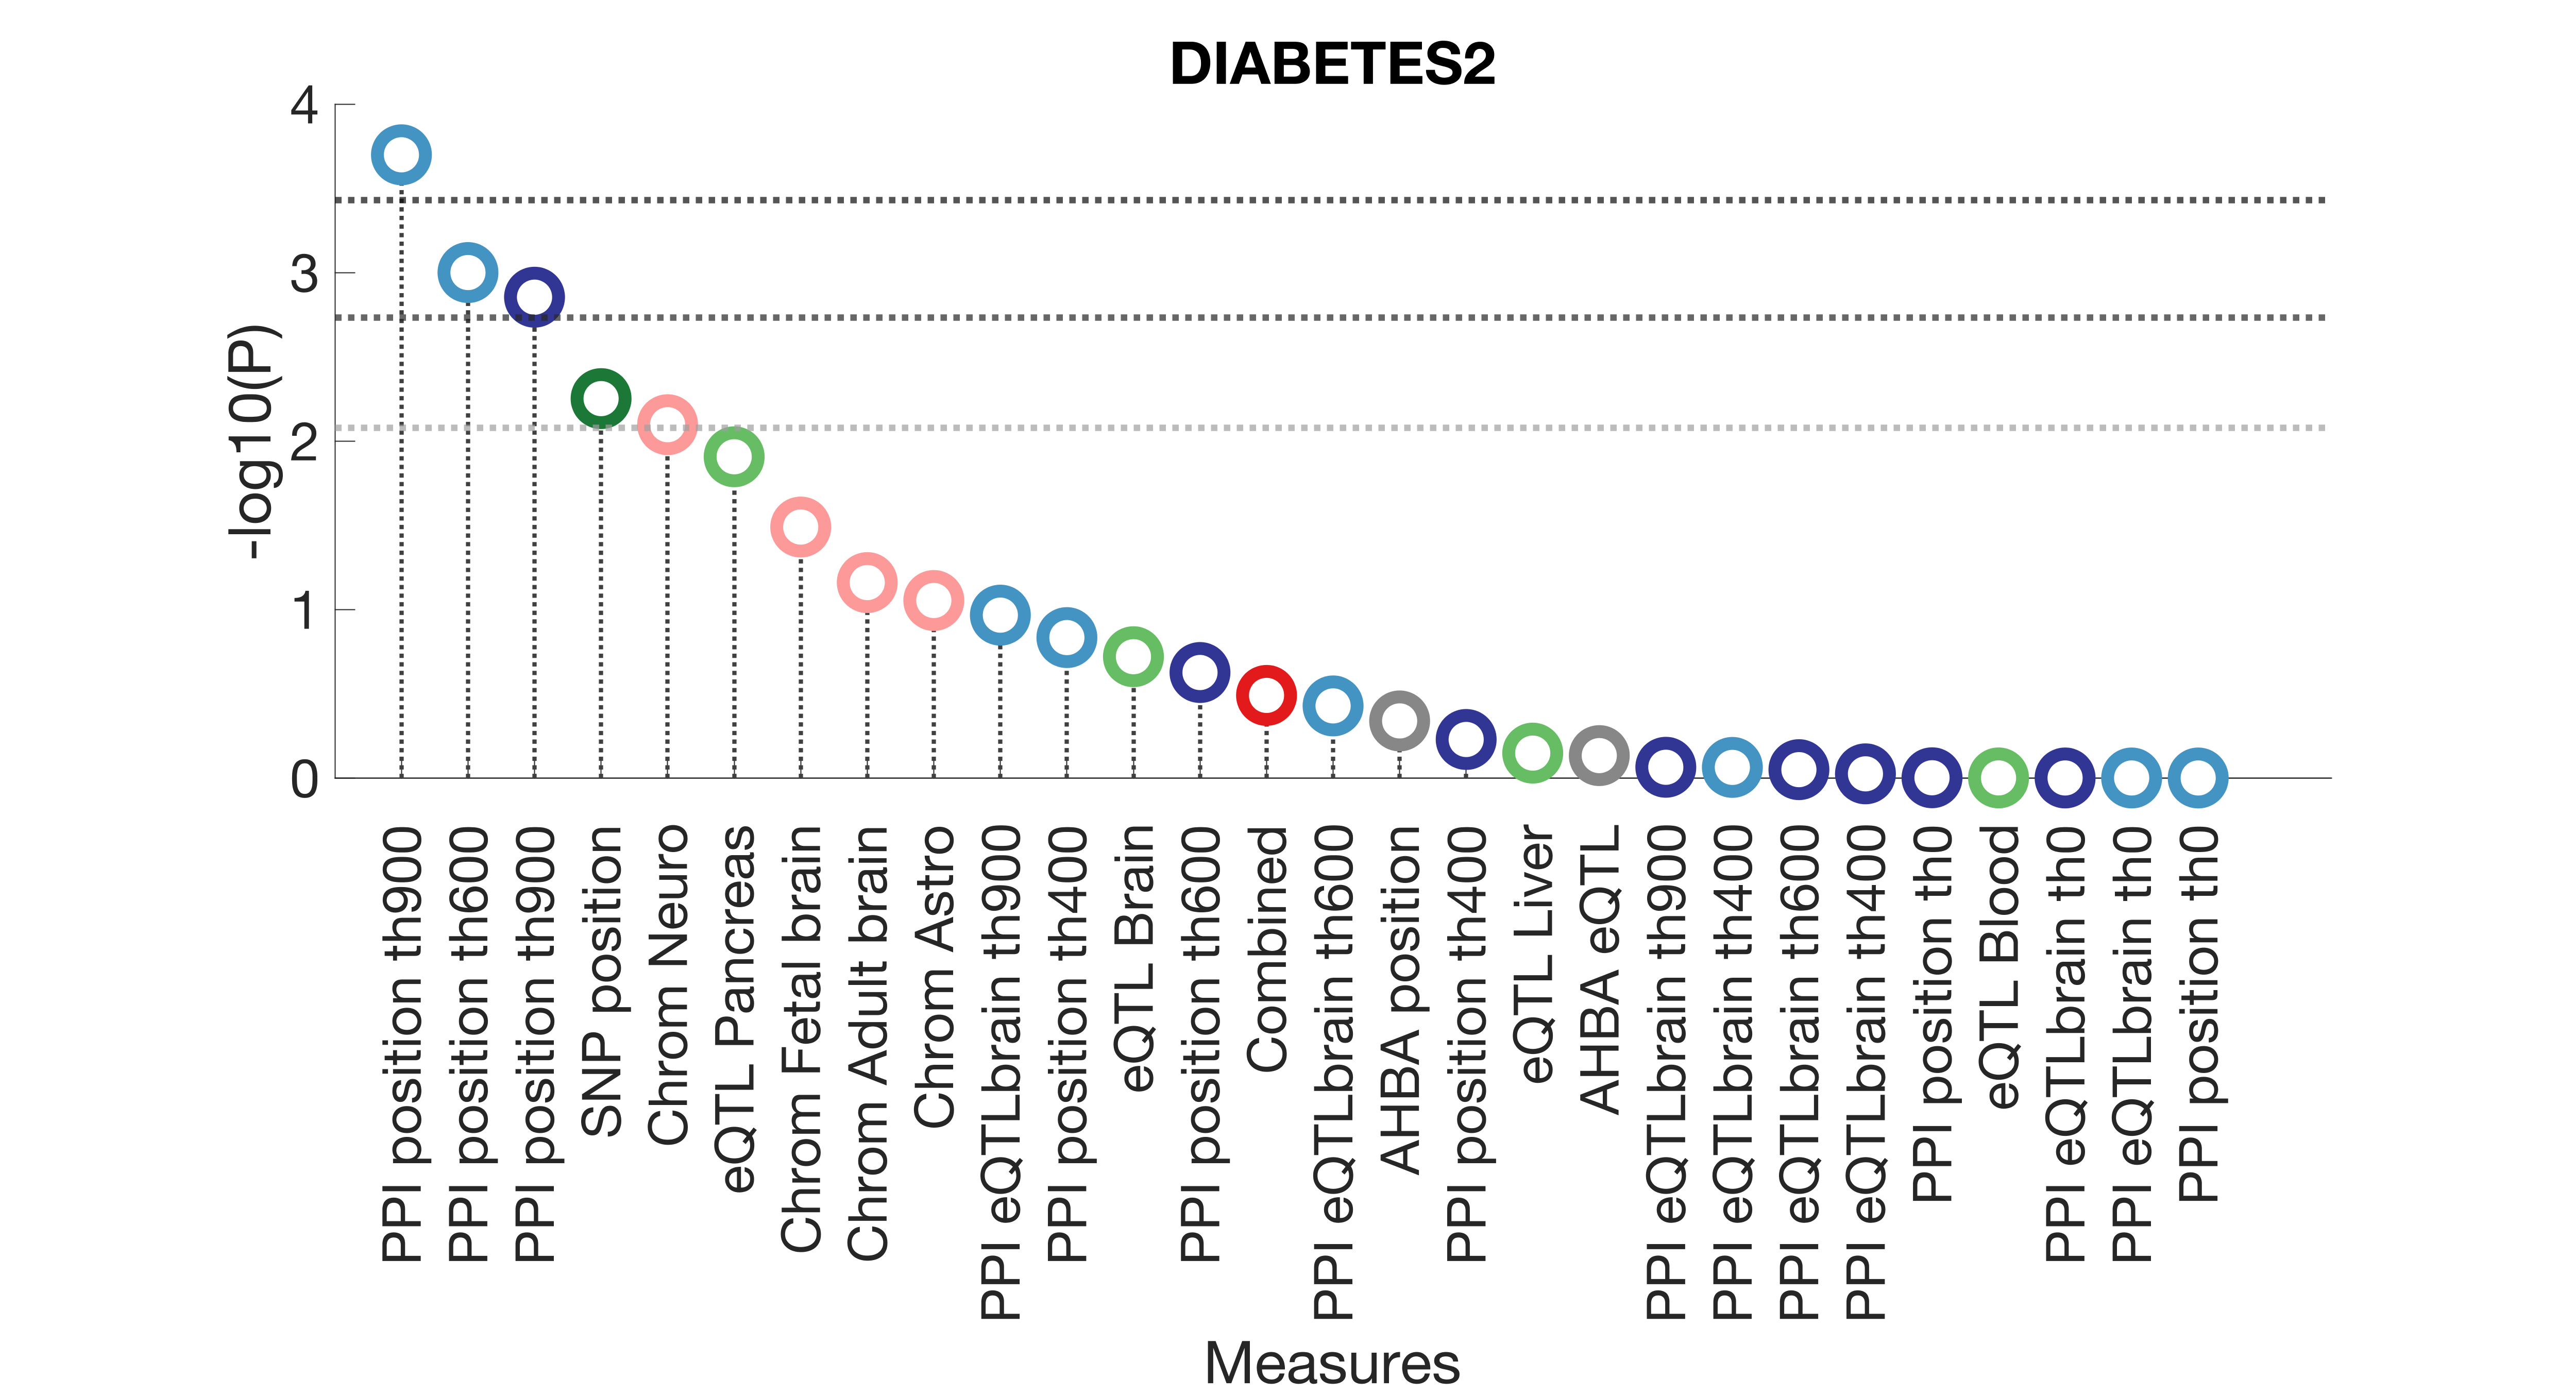 DIABETES2
4
3
2
1
0
-log10(P)
PPI position th900
PPI position th600
PPI position th900
SNP position
Chrom Neuro
eQTL Pancreas
Chrom Fetal brain
Chrom Adult brain
Chrom Astro
PPI eQTLbrain th900
PPI position th400
eQTL Brain
PPI position th600
Combined
PPI eQTLbrain th600
AHBA position
PPI position th400
eQTL Liver
AHBA eQTL
PPI eQTLbrain th900
PPI eQTLbrain th400
PPI eQTLbrain th600
PPI eQTLbrain th400
PPI position th0
eQTL Blood
PPI eQTLbrain th0
PPI eQTLbrain th0
PPI position th0
Measures